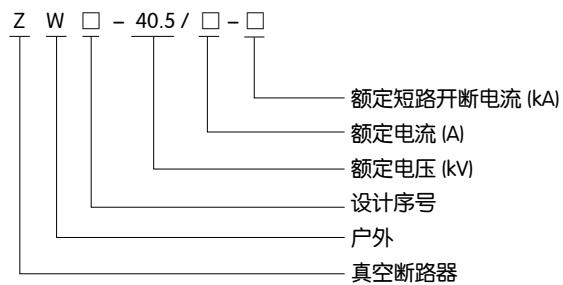 Z W □ – 40.5 / □ – □
额定短路开断电流 (kA)
额定电流 (A)
额定电压 (kV)
设计序号
户外
真空断路器